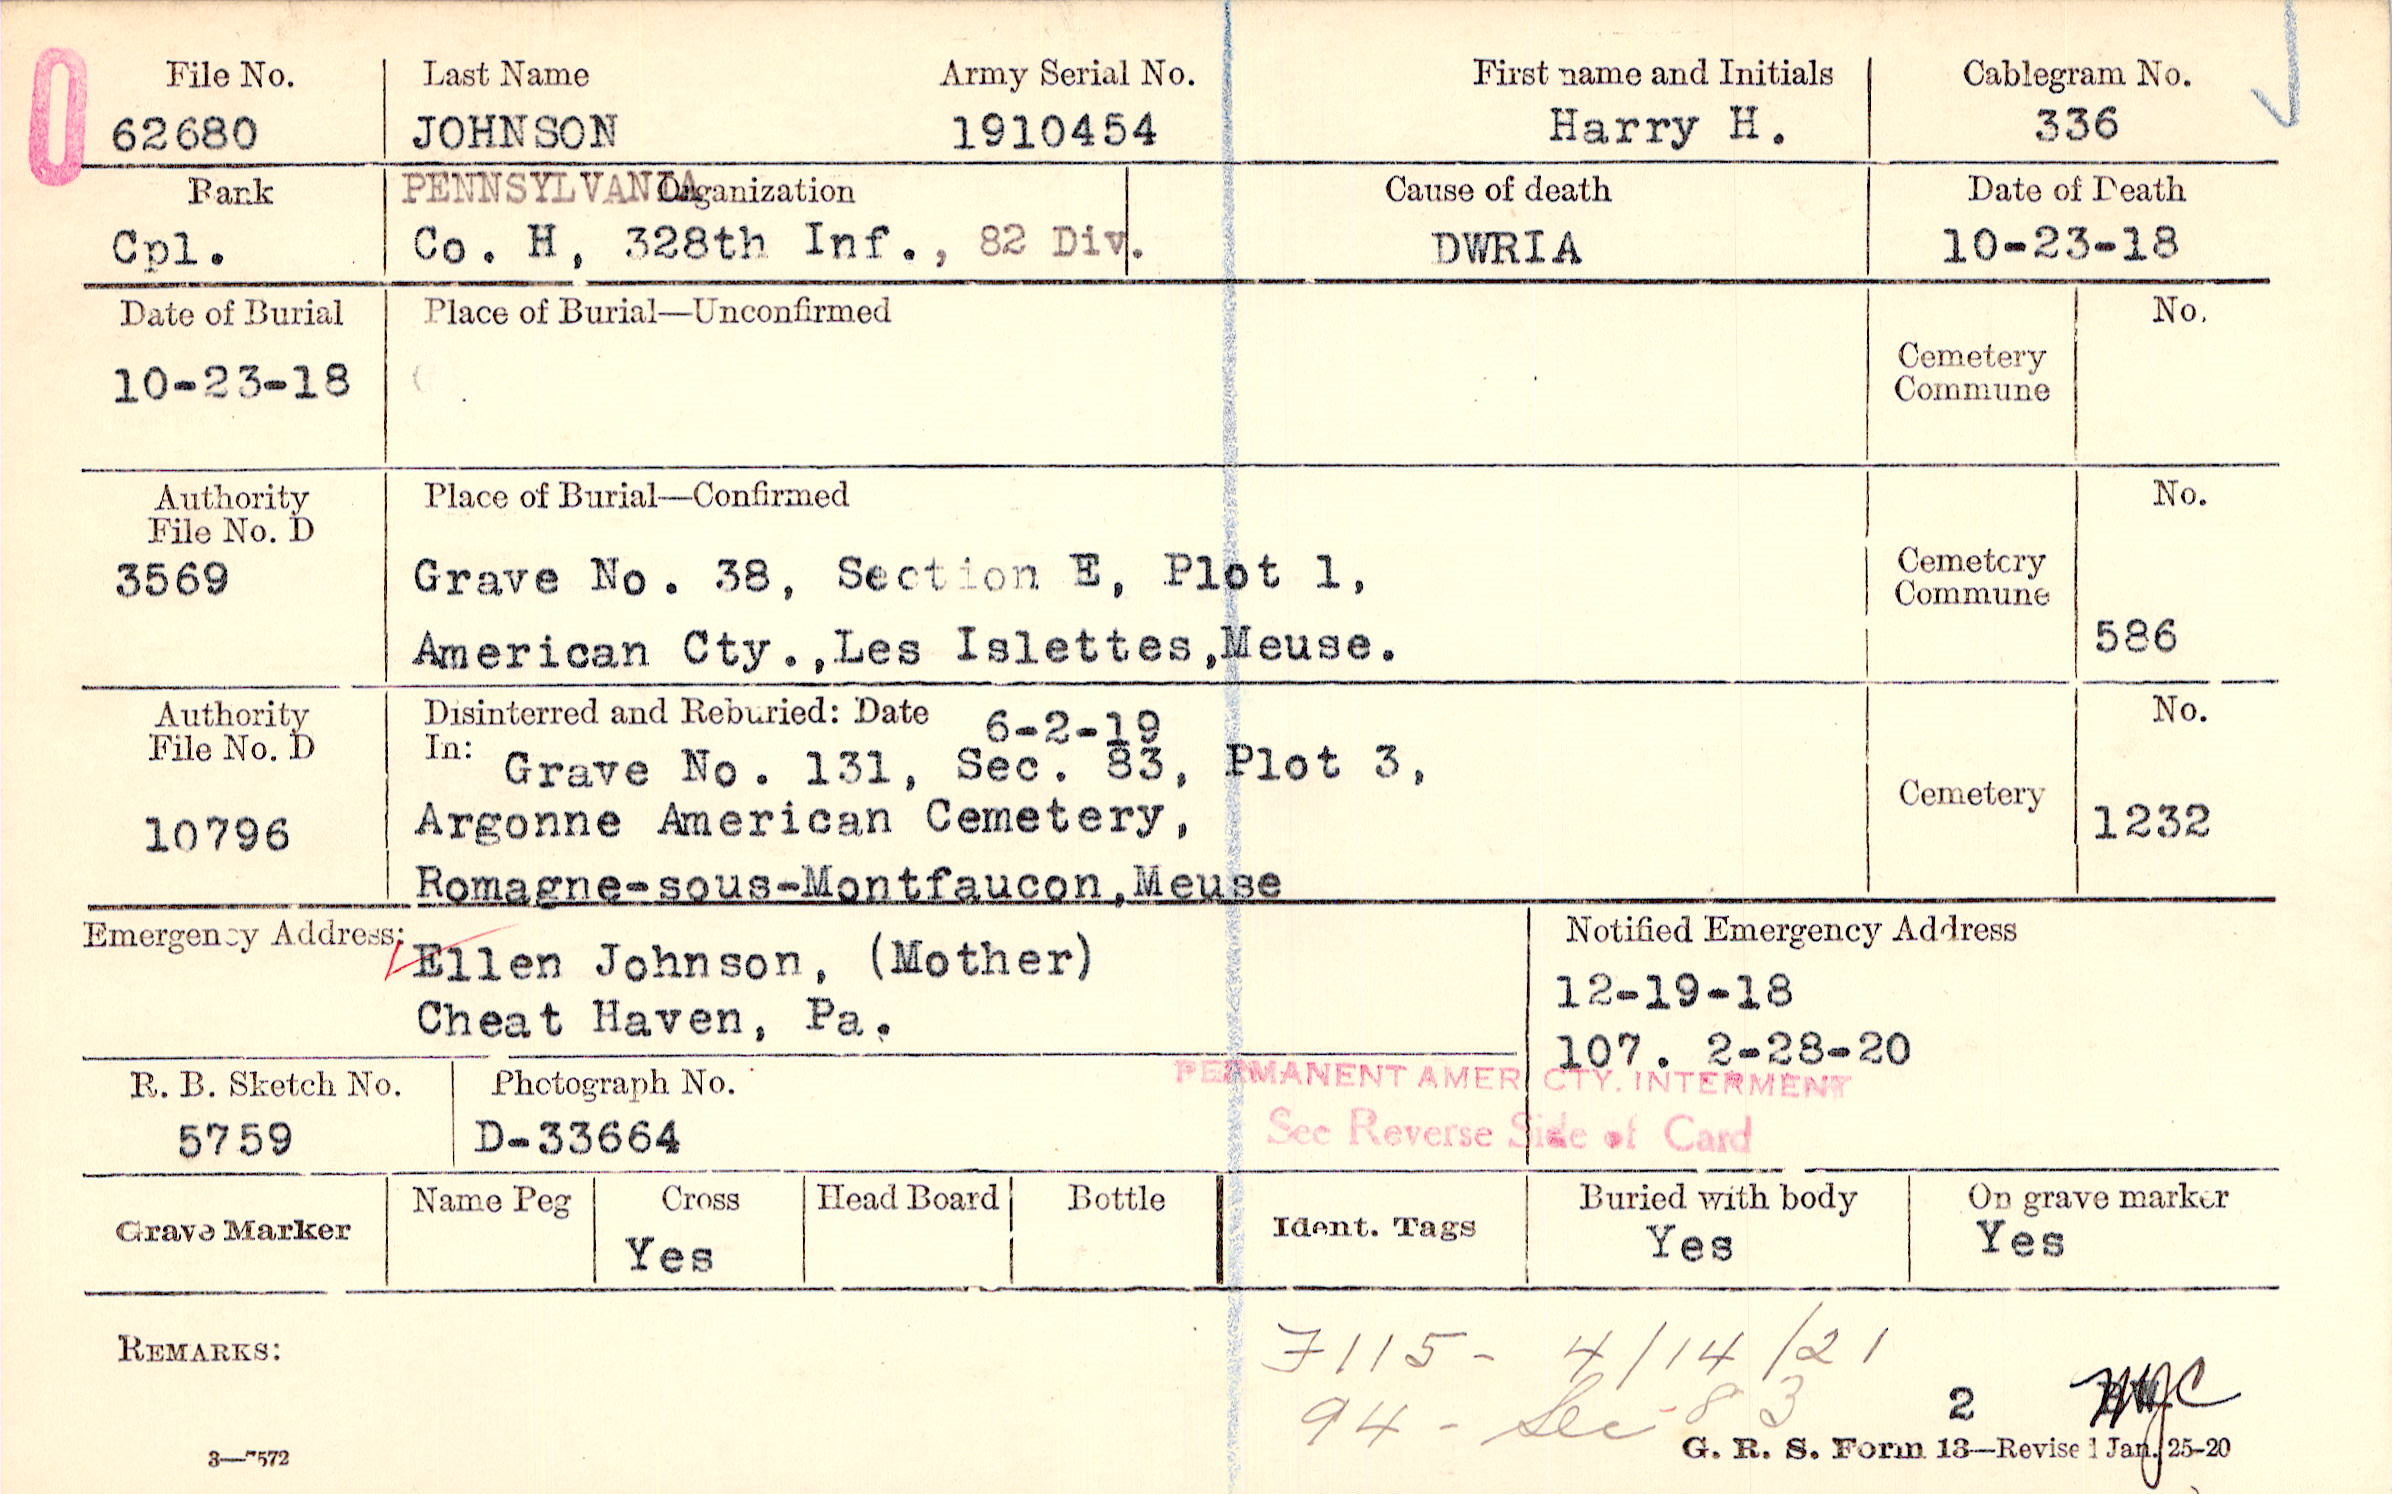 File No. Last Name Army Serial No. First name and Initials Cablegram No.
62680 JOHNSON 1910454 Harry H. 336
Rank PENNSYLVANIA Organization Cause of death Date of Death
Cpl. Co. H, 328th Inf., 82 Div. DWRIA 10-23-18
Date of Burial Place of Burial—Unconfirmed No.
10-23-18 Cemetery
Commune
Authority Place of Burial—Confirmed No.
File No. D
3569 Grave No. 38, Section E, Plot 1, Cemetery
Commune
American Cty.,Les Islettes,Meuse. 586
Authority Disinterred and Reburied: Date 6-2-19 No.
File No. D In: Grave No. 131, Sec. 83, Plot 3,
Cemetery
10796 Argonne American Cemetery, 1232
Romagne-sous-Montfaucon,Meuse
Emergency Address: Ellen Johnson, (Mother) Notified Emergency Address
Cheat Haven, Pa. 12-19-18
107. 2-28-20
R. B. Sketch No. Photograph No. PERMANENT AMER. CTY. INTERMENT
5759 D-33664 See Reverse Side of Card
Grave Marker Name Peg Cross Head Board Bottle Ident. Tags Buried with body On grave marker
Yes Yes Yes
REMARKS: F115- 4/14/21
94 - Sec 83 2
3—7572 G. R. S. Form 13—Revised Jan. 25-20